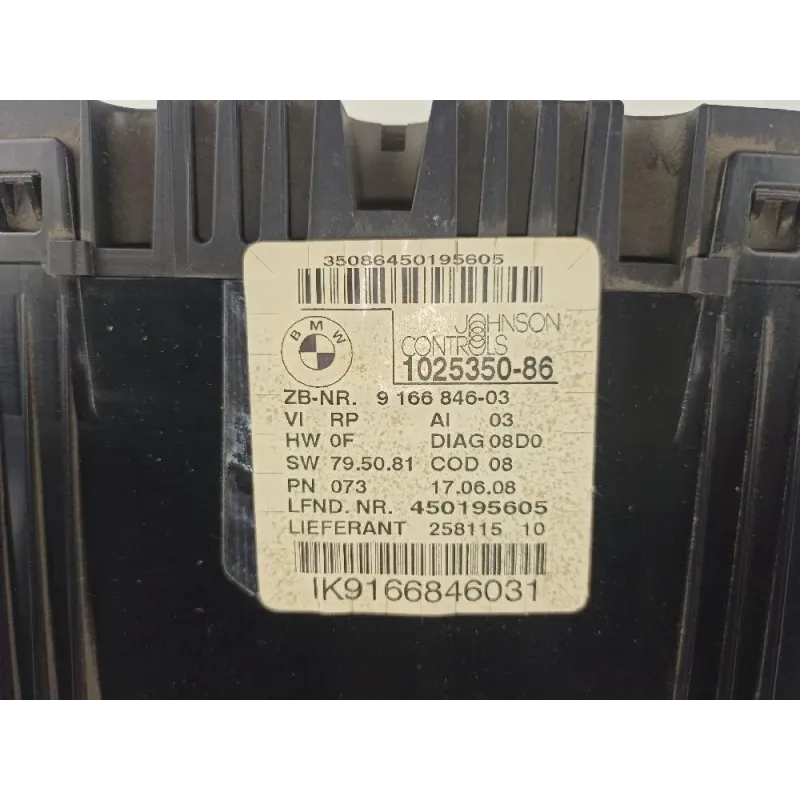 35086450195605
BMW
JOHNSON
CONTROLS
1025350-86
ZB-NR. 9 166 846-03
VI RP AI 03
HW 0F DIAG 08D0
SW 79.50.81 COD 08
PN 073 17.06.08
LFND. NR. 450195605
LIEFERANT 258115 10
IK9166846031